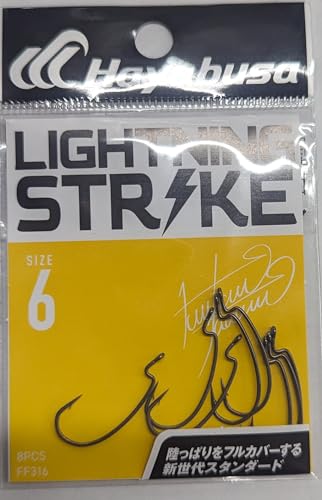 Hayabusa
LIGHTNING
STRIKE
SIZE
6
8PCS
FF316
陸っぱりをフルカバーする
新世代スタンダード